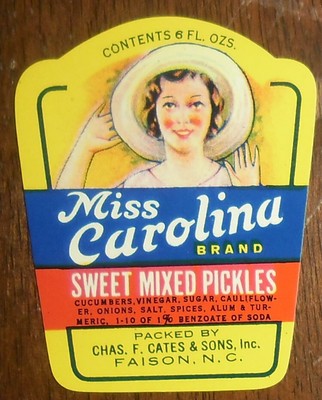 CONTENTS 6 FL. OZS.
Miss
Carolina
BRAND
SWEET MIXED PICKLES
CUCUMBERS, VINEGAR, SUGAR, CAULIFLOW-
ER, ONIONS, SALT, SPICES, ALUM & TUR-
MERIC, 1-10 OF 1% BENZOATE OF SODA
PACKED BY
CHAS. F. CATES & SONS, Inc.
FAISON, N. C.